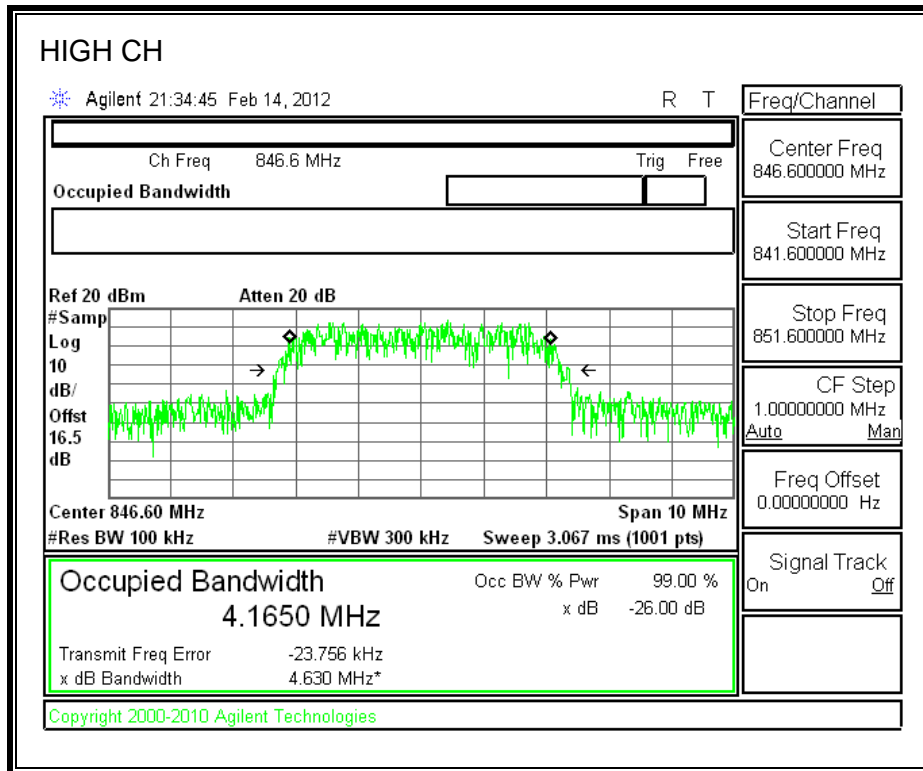 HIGH CH
Agilent 21:34:45 Feb 14, 2012 R T
Freq/Channel
Ch Freq 846.6 MHz Trig Free
Occupied Bandwidth
Center Freq
846.600000 MHz
Start Freq
841.600000 MHz
Stop Freq
851.600000 MHz
CF Step
1.00000000 MHz
Auto Man
Freq Offset
0.00000000 Hz
Signal Track
On Off
Ref 20 dBm Atten 20 dB
#Samp
Log
10
dB/
Offst
16.5
dB
Center 846.60 MHz Span 10 MHz
#Res BW 100 kHz #VBW 300 kHz Sweep 3.067 ms (1001 pts)
Occupied Bandwidth Occ BW % Pwr 99.00 %
4.1650 MHz x dB -26.00 dB
Transmit Freq Error -23.756 kHz
x dB Bandwidth 4.630 MHz*
Copyright 2000-2010 Agilent Technologies